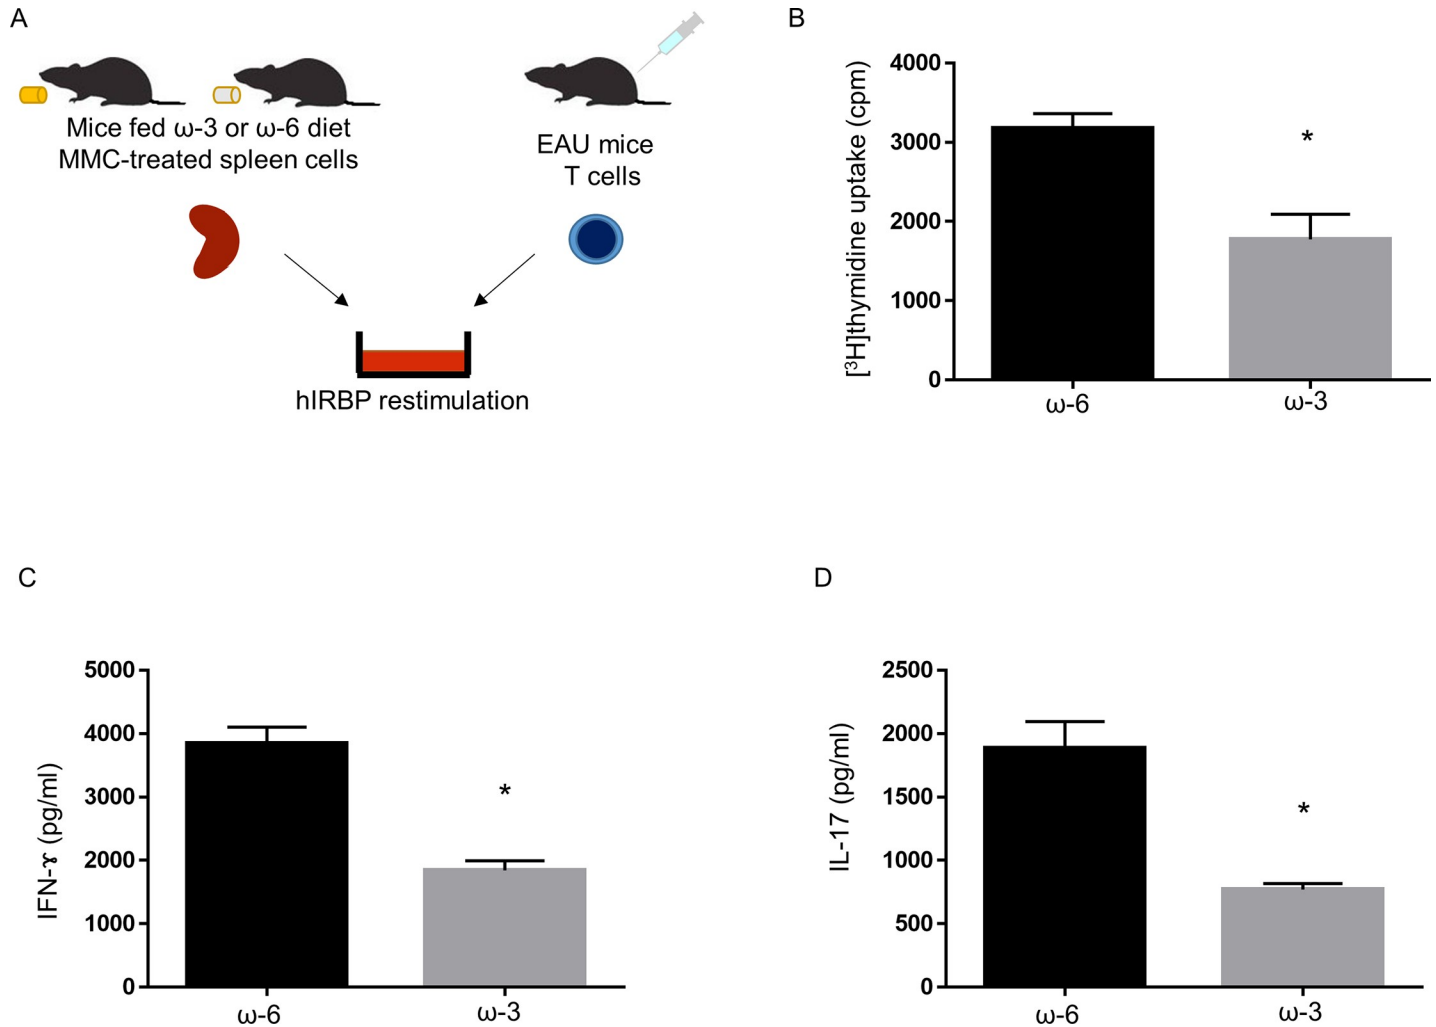 A
Mice fed ω-3 or ω-6 diet
MMC-treated spleen cells
EAU mice
T cells
hIRBP restimulation
B
[³H]thymidine uptake (cpm)
4000
3000
2000
1000
0
*
ω-6
ω-3
C
IFN-ɤ (pg/ml)
5000
4000
3000
2000
1000
0
*
ω-6
ω-3
D
IL-17 (pg/ml)
2500
2000
1500
1000
500
0
*
ω-6
ω-3